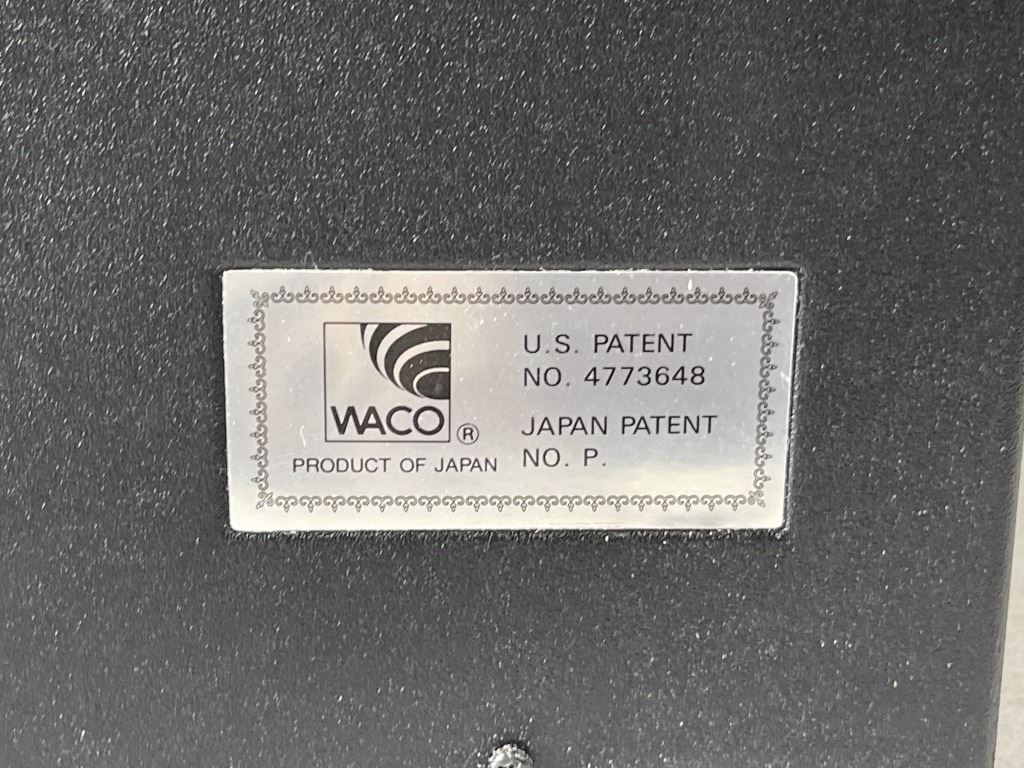 WACO®
PRODUCT OF JAPAN
U.S. PATENT
NO. 4773648
JAPAN PATENT
NO. P.